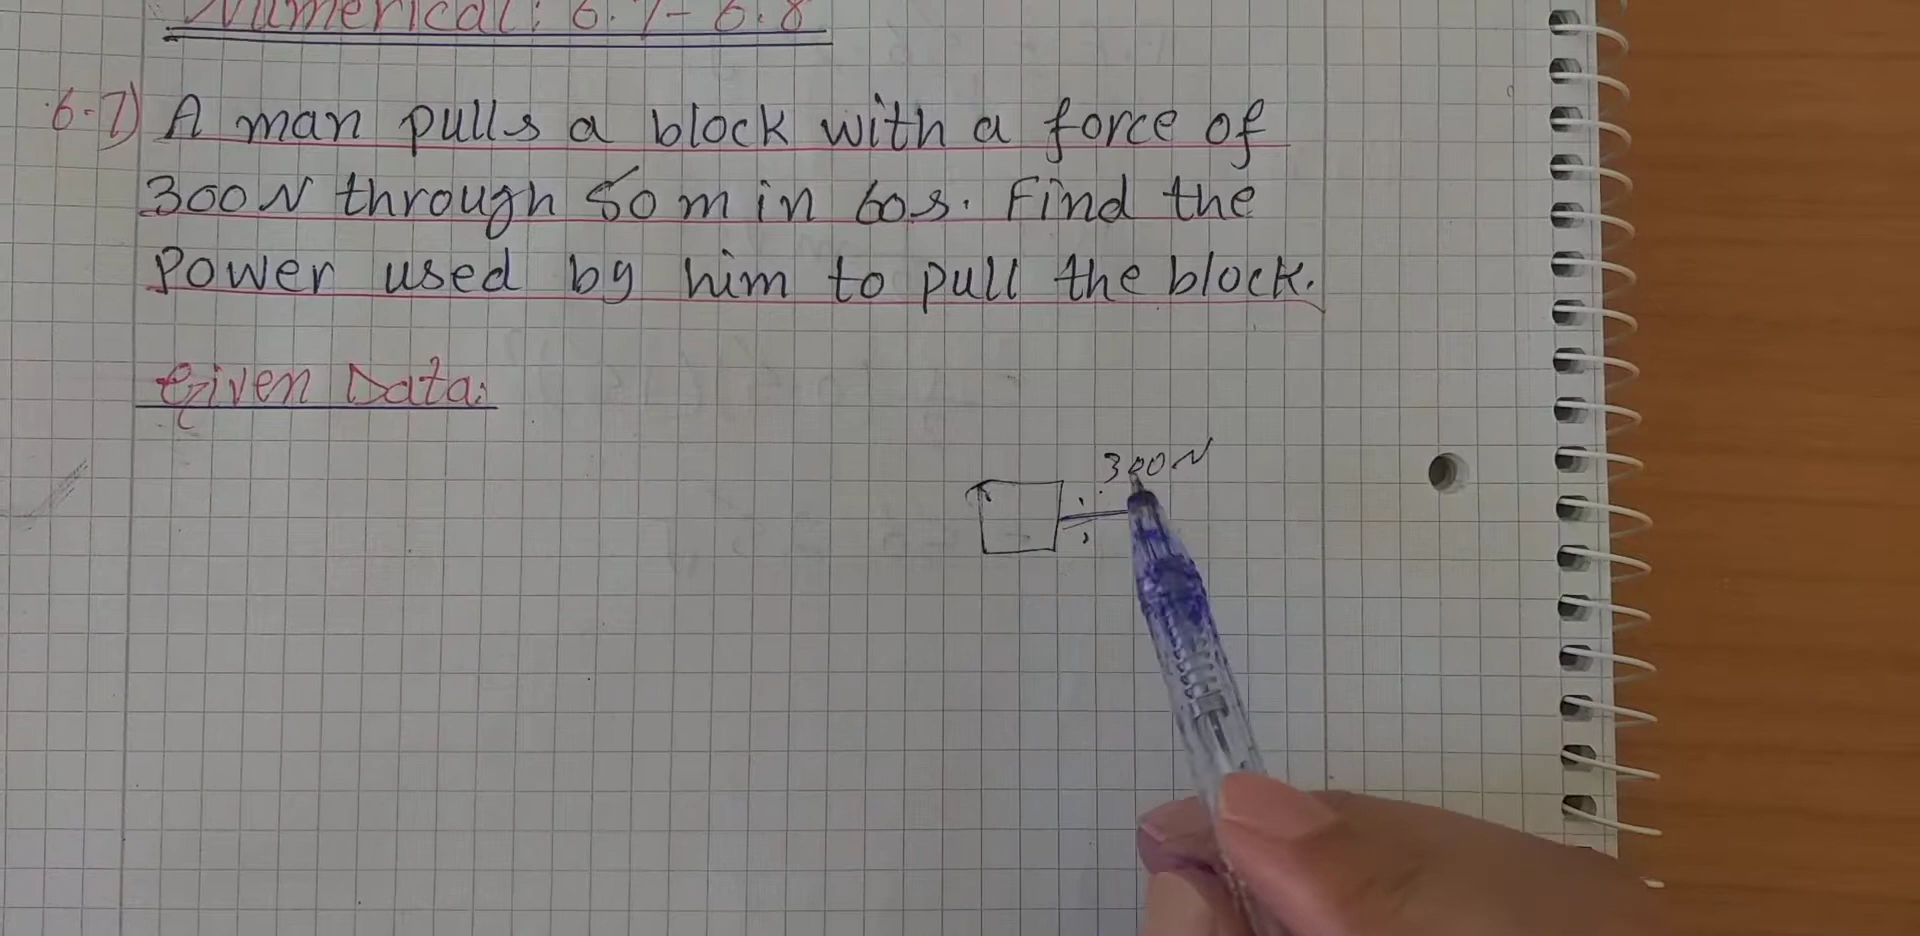 Numerical: 6.7-6.8
6.7) A man pulls a block with a force of
300N through 50m in 60s. Find the
Power used by him to pull the block.
Given Data:
300N